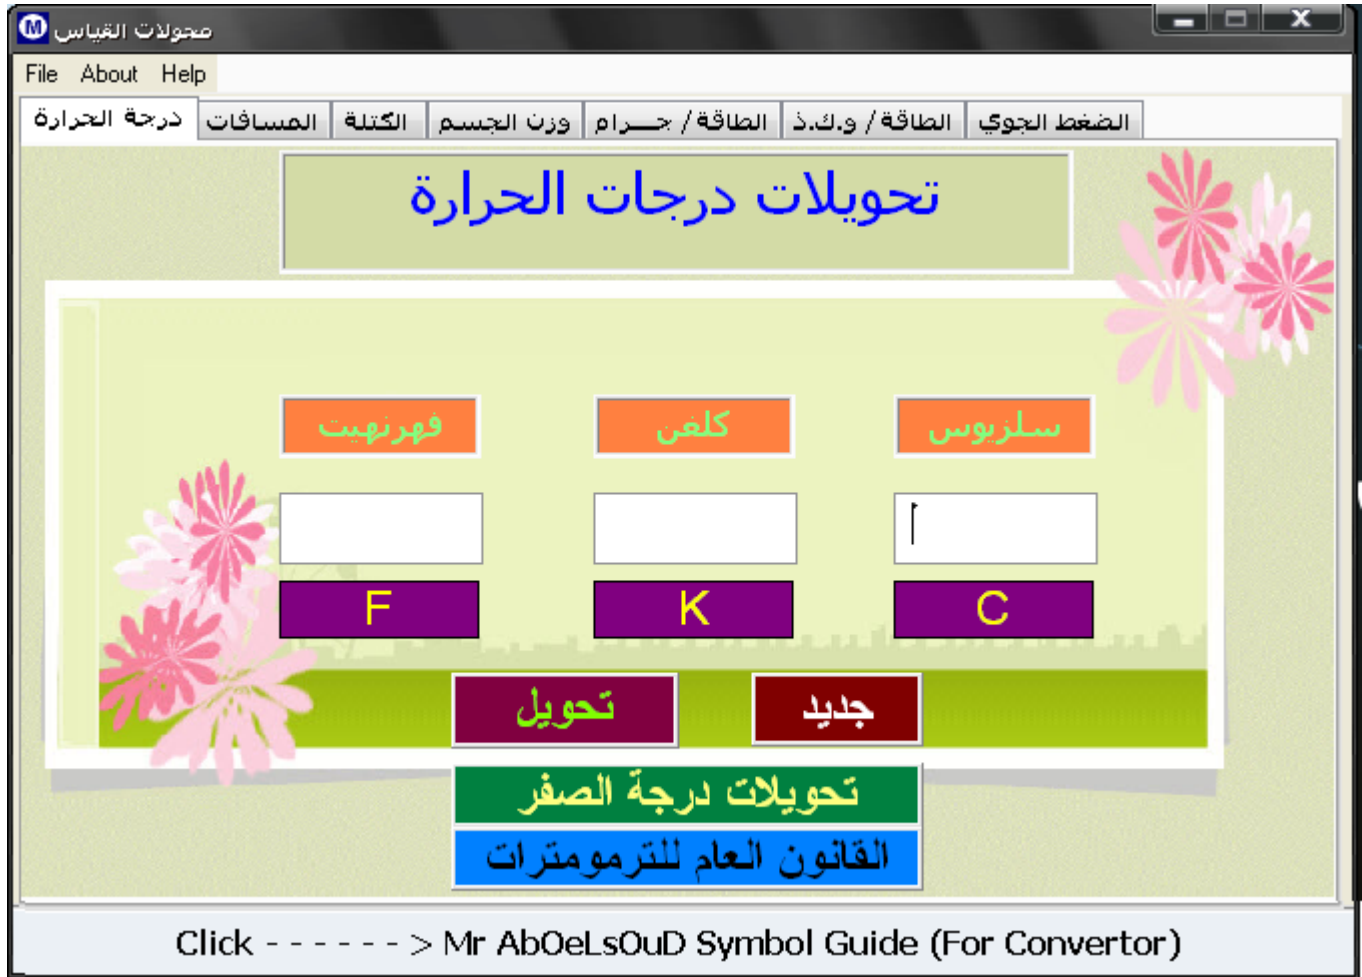 محولات القياس
File About Help
درجة الحرارة المسافات الكتلة وزن الجسم الطاقة / جـــرام الطاقة / و.ك.ذ الضغط الجوي
تحويلات درجات الحرارة
سلزيوس كلفن فهرنهيت
C K F
جديد تحويل
تحويلات درجة الصفر
القانون العام للترمومترات
Click - - - - - - > Mr AbOeLsOuD Symbol Guide (For Convertor)